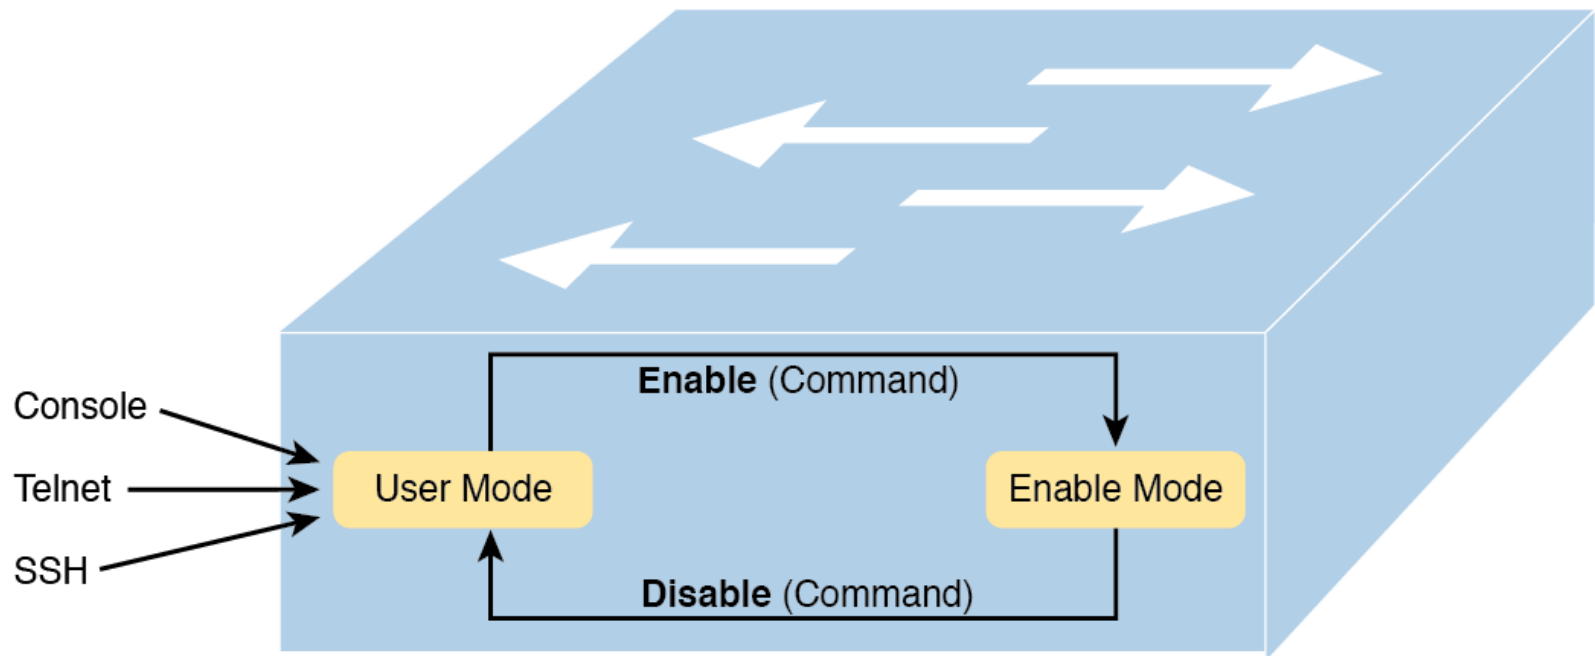 Enable (Command)
Console
Telnet
SSH
User Mode
Enable Mode
Disable (Command)